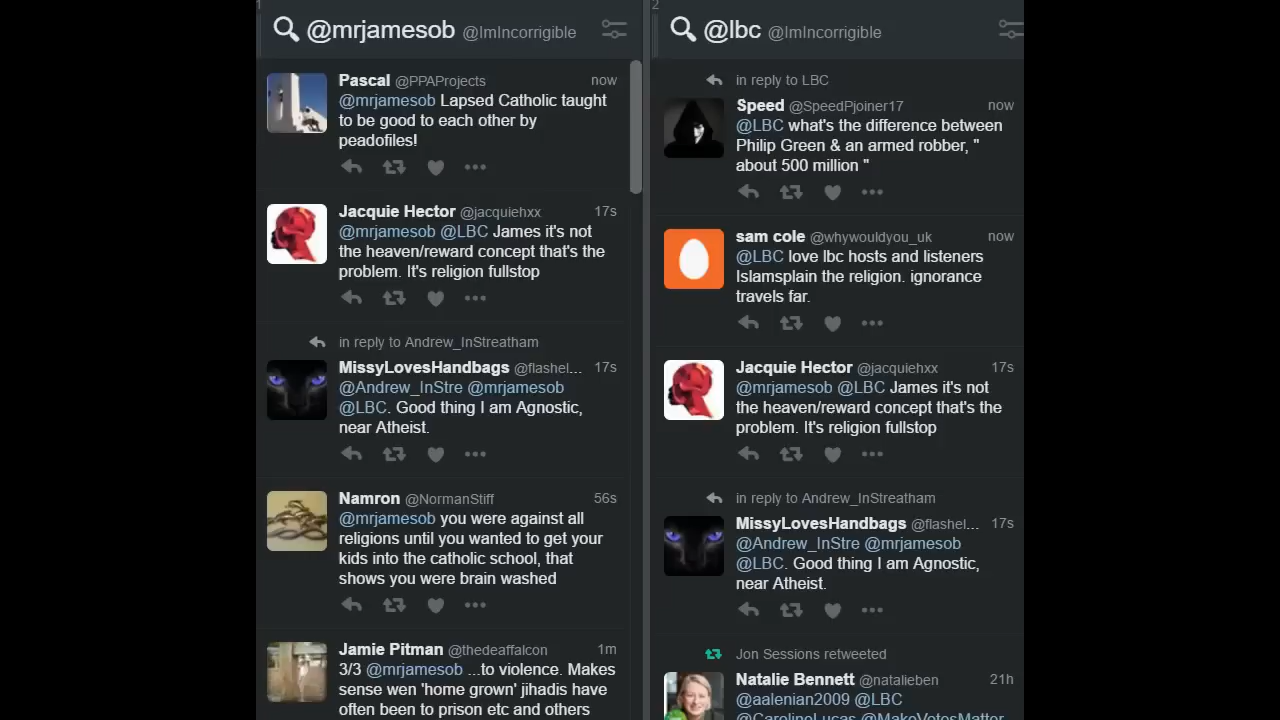 1
@mrjamesob @ImIncorrigible
Pascal @PPAProjects now
@mrjamesob Lapsed Catholic taught
to be good to each other by
peadofiles!
Jacquie Hector @jacquiehxx 17s
@mrjamesob @LBC James it's not
the heaven/reward concept that's the
problem. It's religion fullstop
in reply to Andrew_InStreatham
MissyLovesHandbags @flashel... 17s
@Andrew_InStre @mrjamesob
@LBC. Good thing I am Agnostic,
near Atheist.
Namron @NormanStiff 56s
@mrjamesob you were against all
religions until you wanted to get your
kids into the catholic school, that
shows you were brain washed
Jamie Pitman @thedeaffalcon 1m
3/3 @mrjamesob ...to violence. Makes
sense wen 'home grown' jihadis have
often been to prison etc and others
2
@lbc @ImIncorrigible
in reply to LBC
Speed @SpeedPjoiner17 now
@LBC what's the difference between
Philip Green & an armed robber, "
about 500 million "
sam cole @whywouldyou_uk now
@LBC love lbc hosts and listeners
Islamsplain the religion. ignorance
travels far.
Jacquie Hector @jacquiehxx 17s
@mrjamesob @LBC James it's not
the heaven/reward concept that's the
problem. It's religion fullstop
in reply to Andrew_InStreatham
MissyLovesHandbags @flashel... 17s
@Andrew_InStre @mrjamesob
@LBC. Good thing I am Agnostic,
near Atheist.
Jon Sessions retweeted
Natalie Bennett @natalieben 21h
@aalenian2009 @LBC
@CarolineLucas @MakeVotesMatter